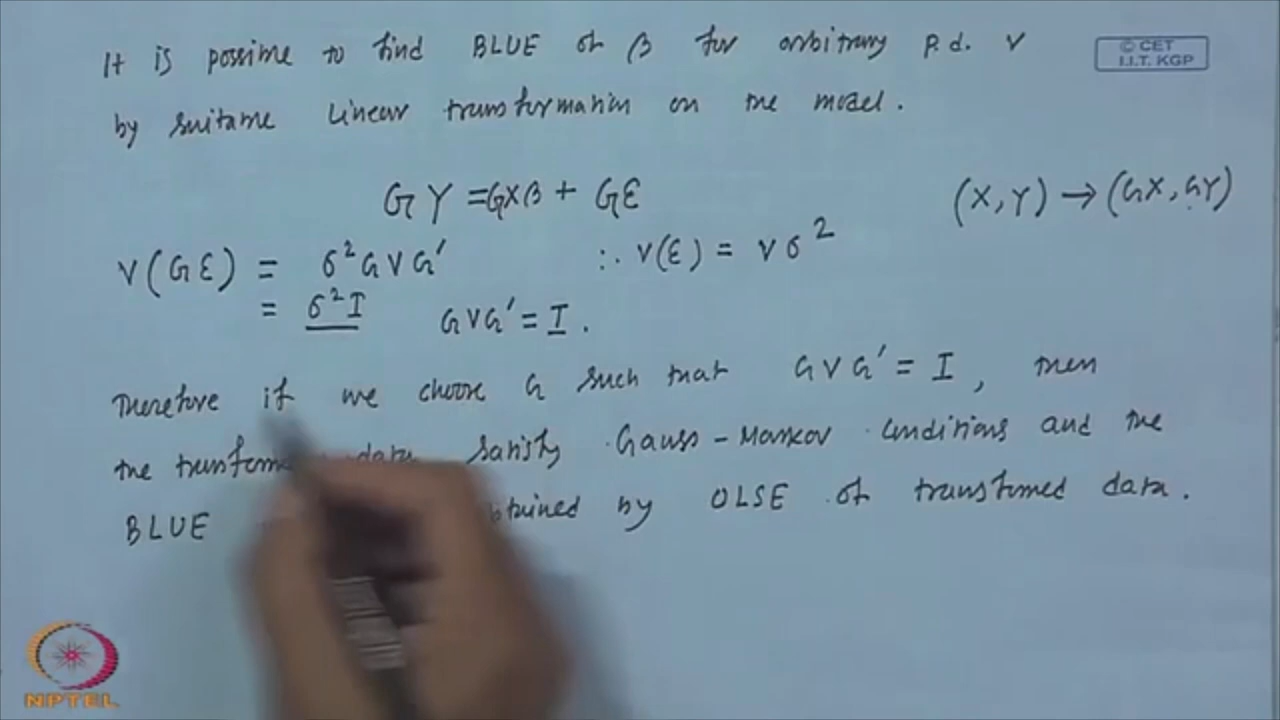 It is possible to find BLUE of β for arbitrary p.d. V
© CET
I.I.T. KGP
by suitable linear transformation on the model.
GY = GXβ + Gε
(X,Y) → (GX, GY)
V(Gε) = σ²GVG'
∴ V(ε) = Vσ²
= σ²I GVG' = I.
Therefore if we choose G such that GVG' = I, then
the data satisfy Gauss-Markov conditions and the
BLUE by OLSE of transformed data.
NPTEL